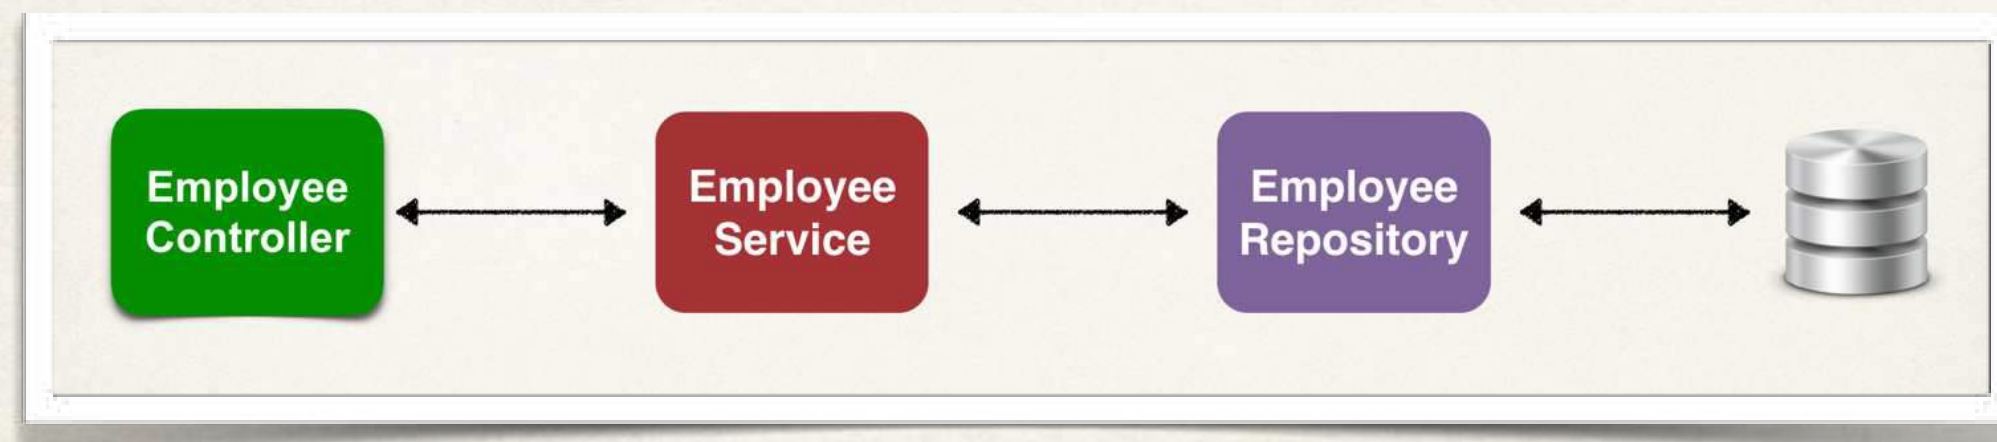 Employee
Controller
Employee
Service
Employee
Repository